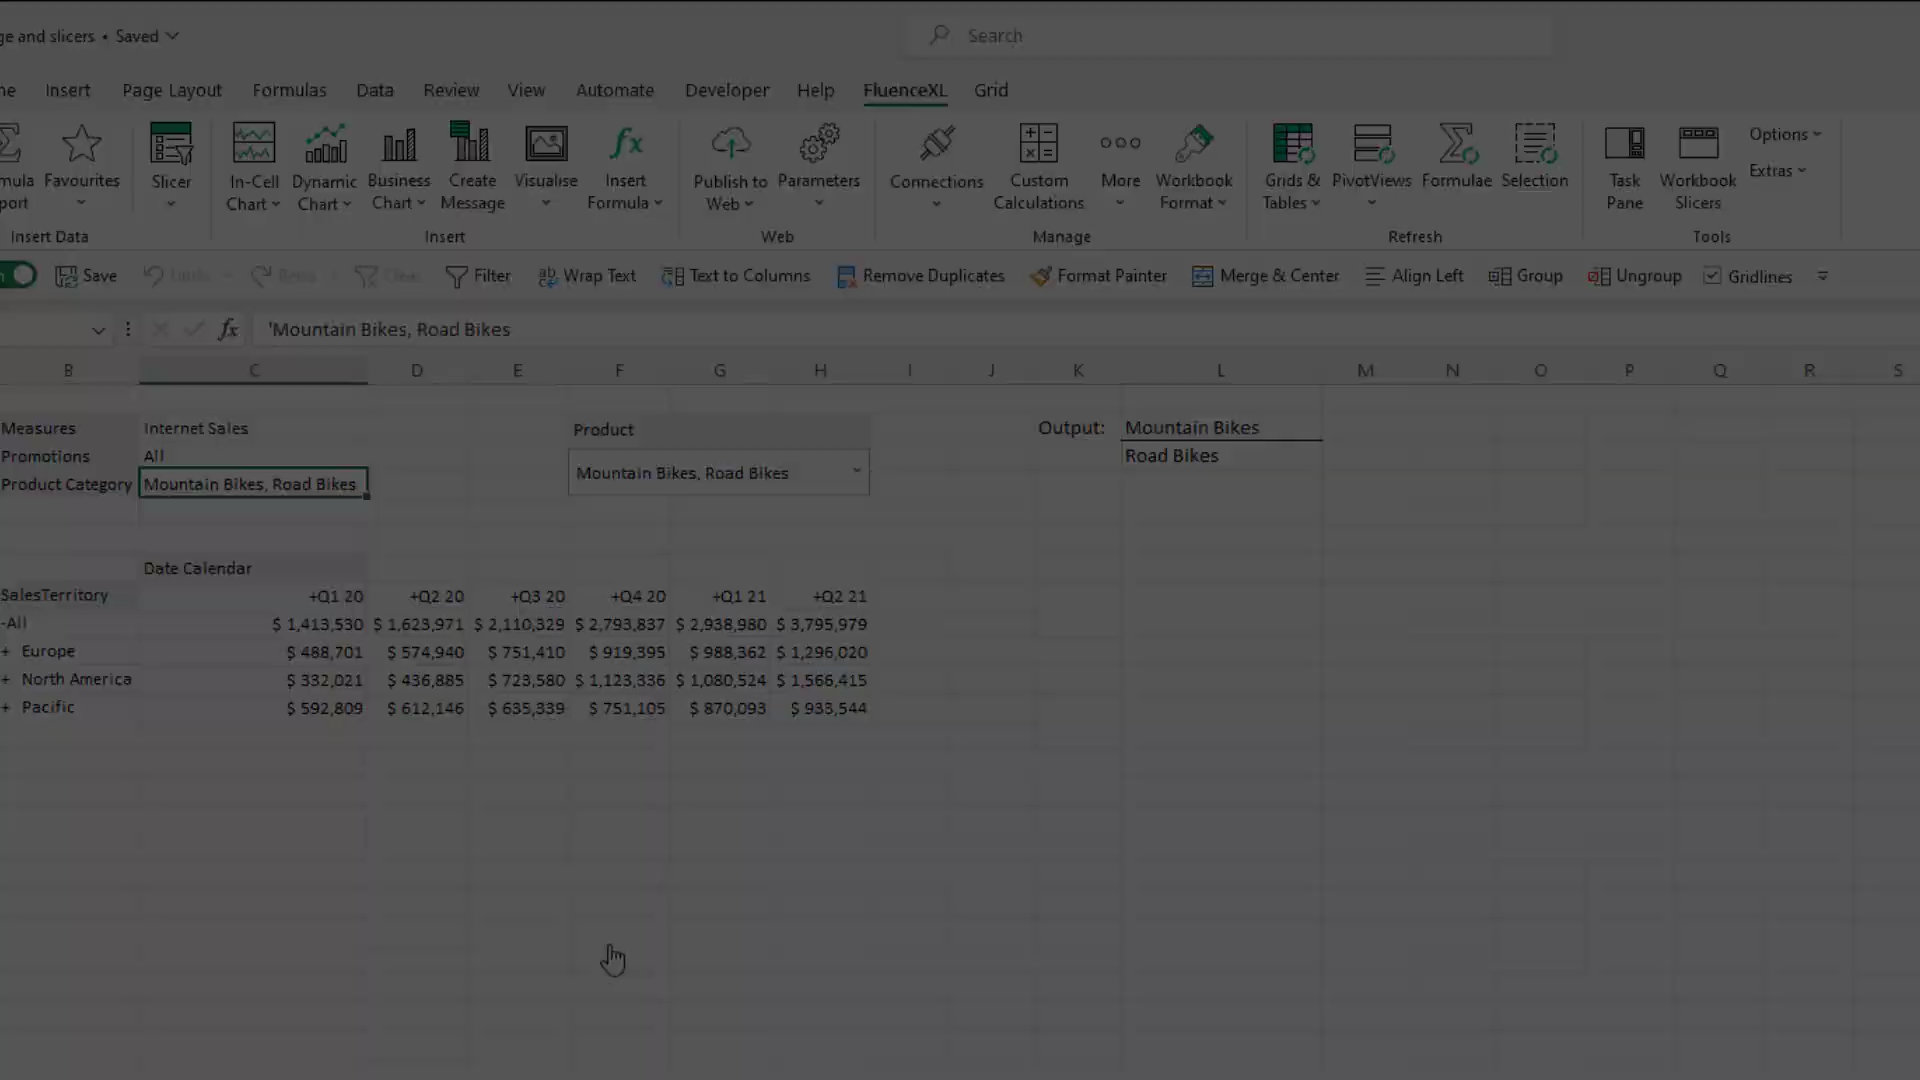 ge and slicers • Saved
Search
me Insert Page Layout Formulas Data Review View Automate Developer Help FluenceXL Grid
mula port
Favourites
Slicer
In-Cell Chart
Dynamic Chart
Business Chart
Create Message
Visualise
Insert Formula
Publish to Web
Parameters
Connections
Custom Calculations
More
Workbook Format
Grids & Tables
PivotViews
Formulae
Selection
Task Pane
Workbook Slicers
Options
Extras
Insert Data Insert Web Manage Refresh Tools
Save Undo Redo Clear Filter Wrap Text Text to Columns Remove Duplicates Format Painter Merge & Center Align Left Group Ungroup Gridlines
fx 'Mountain Bikes, Road Bikes
B C D E F G H I J K L M N O P Q R S
Measures Internet Sales Product Output: Mountain Bikes
Promotions All Road Bikes
Mountain Bikes, Road Bikes
Product Category Mountain Bikes, Road Bikes
Date Calendar
SalesTerritory +Q1 20 +Q2 20 +Q3 20 +Q4 20 +Q1 21 +Q2 21
-All $ 1,413,530 $ 1,623,971 $ 2,110,329 $ 2,793,837 $ 2,938,980 $ 3,795,979
+ Europe $ 488,701 $ 574,940 $ 751,410 $ 919,395 $ 988,362 $ 1,296,020
+ North America $ 332,021 $ 436,885 $ 723,580 $ 1,123,336 $ 1,080,524 $ 1,566,415
+ Pacific $ 592,809 $ 612,146 $ 635,339 $ 751,105 $ 870,093 $ 933,544